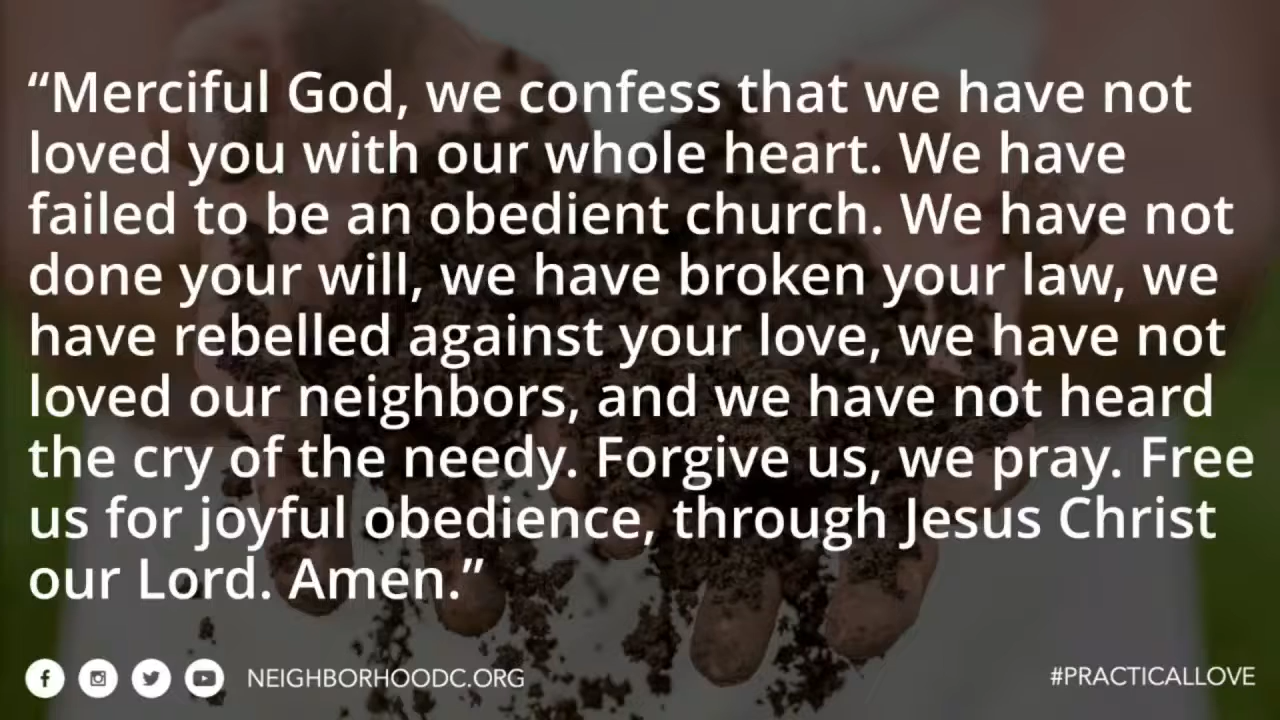 “Merciful God, we confess that we have not
loved you with our whole heart. We have
failed to be an obedient church. We have not
done your will, we have broken your law, we
have rebelled against your love, we have not
loved our neighbors, and we have not heard
the cry of the needy. Forgive us, we pray. Free
us for joyful obedience, through Jesus Christ
our Lord. Amen.”
NEIGHBORHOODC.ORG
#PRACTICALLOVE